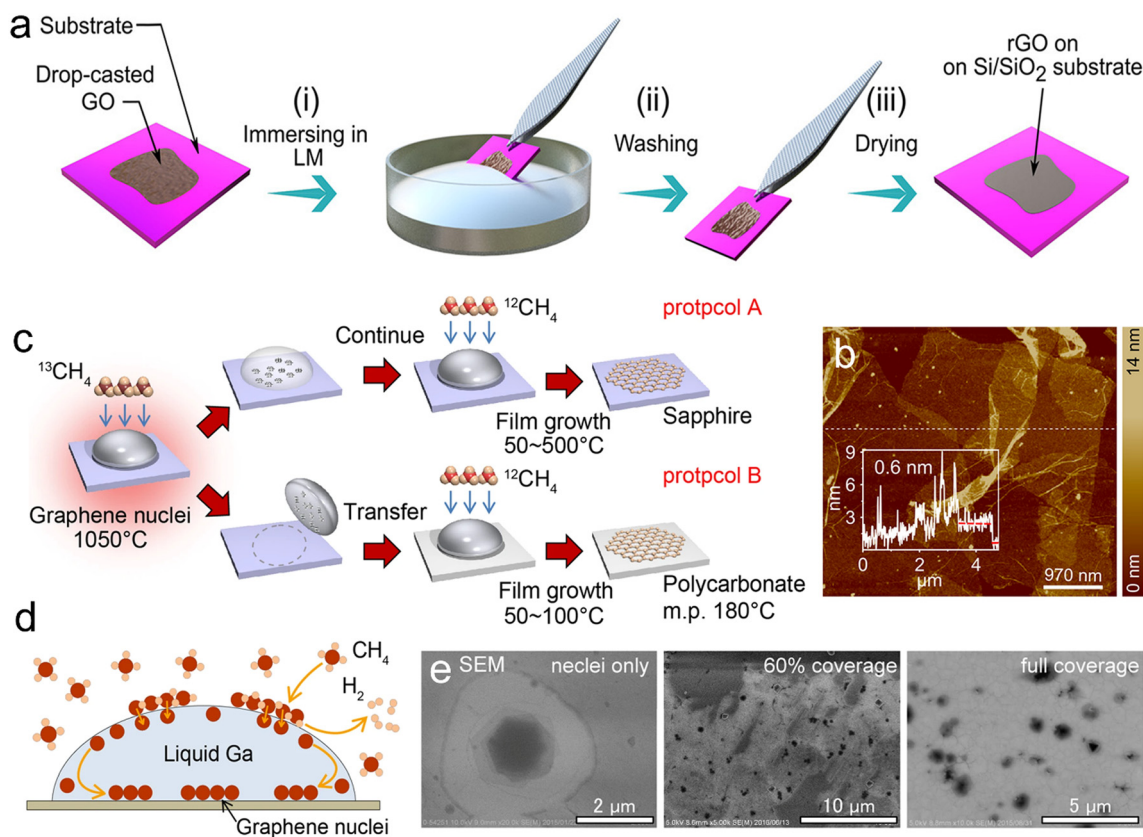 a
Substrate
Drop-casted
GO
(i)
Immersing in
LM
(ii)
Washing
(iii)
Drying
rGO on
on Si/SiO₂ substrate
c
¹³CH₄
Graphene nuclei
1050°C
Continue
¹²CH₄
protpcol A
Film growth
50~500°C
Sapphire
Transfer
¹²CH₄
protpcol B
Film growth
50~100°C
Polycarbonate
m.p. 180°C
b
14 nm
0 nm
9
6
3
nm
0.6 nm
0 2 4
μm
970 nm
d
CH₄
H₂
Liquid Ga
Graphene nuclei
e
SEM
neclei only
2 μm
60% coverage
10 μm
full coverage
5 μm